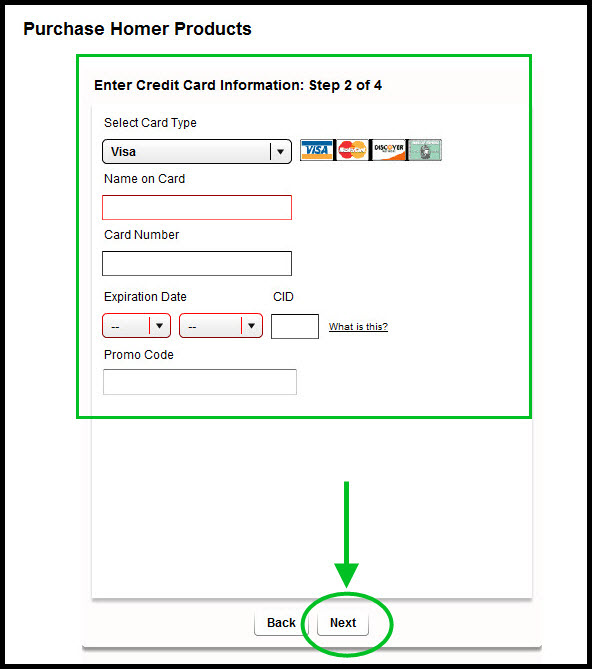 Purchase Homer Products
Enter Credit Card Information: Step 2 of 4
Select Card Type
Visa
VISA MasterCard DISCOVER
Name on Card
Card Number
Expiration Date CID
-- -- What is this?
Promo Code
Back Next